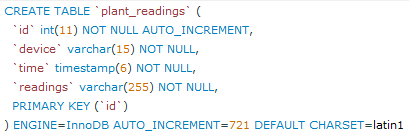 CREATE TABLE `plant_readings` (
`id` int(11) NOT NULL AUTO_INCREMENT,
`device` varchar(15) NOT NULL,
`time` timestamp(6) NOT NULL,
`readings` varchar(255) NOT NULL,
PRIMARY KEY (`id`)
) ENGINE=InnoDB AUTO_INCREMENT=721 DEFAULT CHARSET=latin1